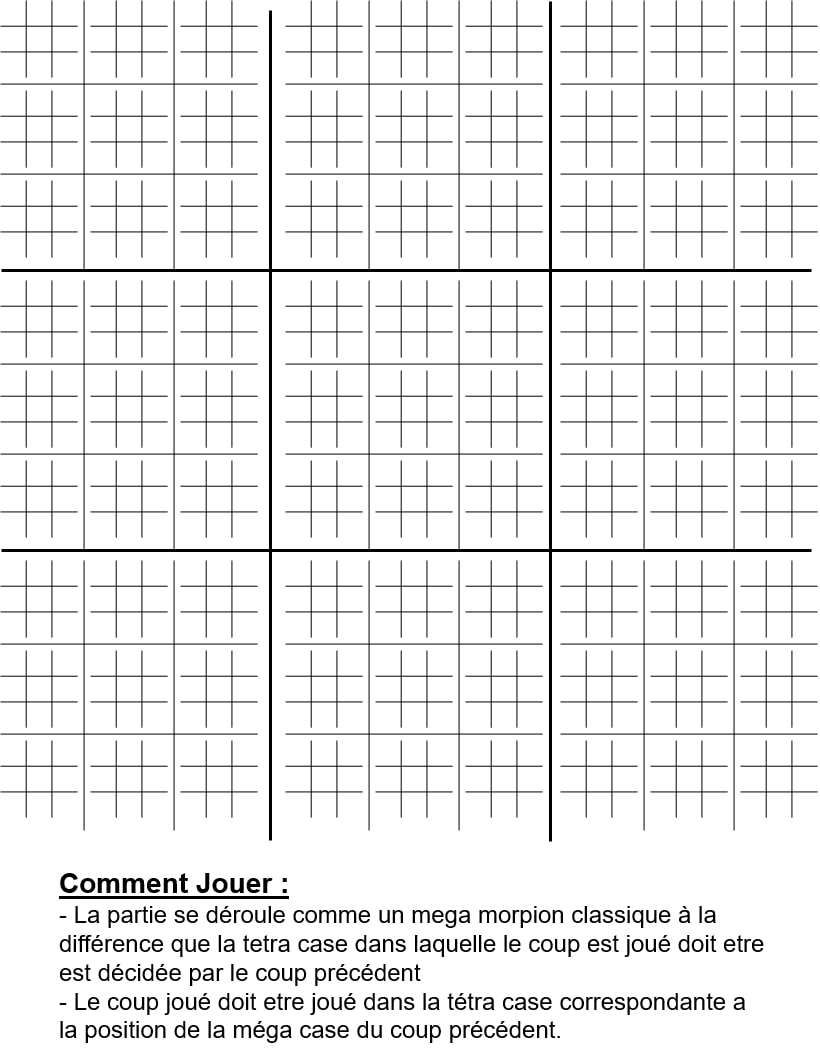 Comment Jouer :
- La partie se déroule comme un mega morpion classique à la
différence que la tetra case dans laquelle le coup est joué doit etre
est décidée par le coup précédent
- Le coup joué doit etre joué dans la tétra case correspondante a
la position de la méga case du coup précédent.